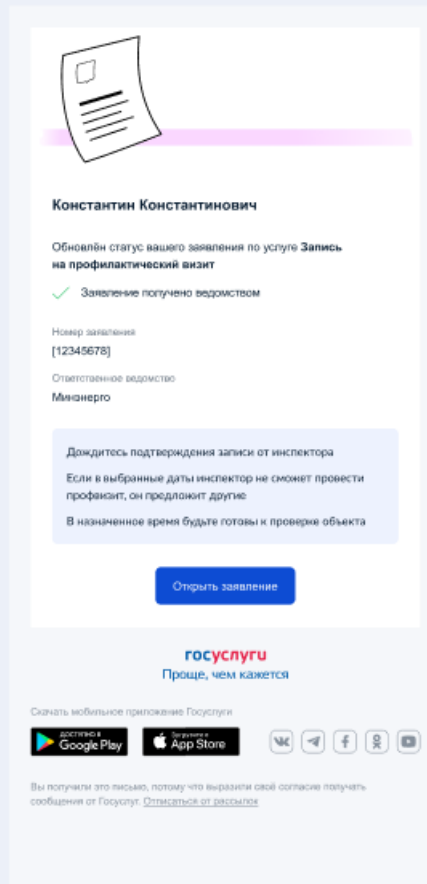 Константин Константинович
Обновлён статус вашего заявления по услуге Запись
на профилактический визит
Заявление получено ведомством
Номер заявления
[12345678]
Ответственное ведомство
Минэнерго
Дождитесь подтверждения записи от инспектора
Если в выбранные даты инспектор не сможет провести
профвизит, он предложит другие
В назначенное время будьте готовы к проверке объекта
Открыть заявление
госуслуги
Проще, чем кажется
Скачать мобильное приложение Госуслуги
ДОСТУПНО В
Google Play
Загрузите в
App Store
Вы получили это письмо, потому что выразили своё согласие получать
сообщения от Госуслуг. Отписаться от рассылок